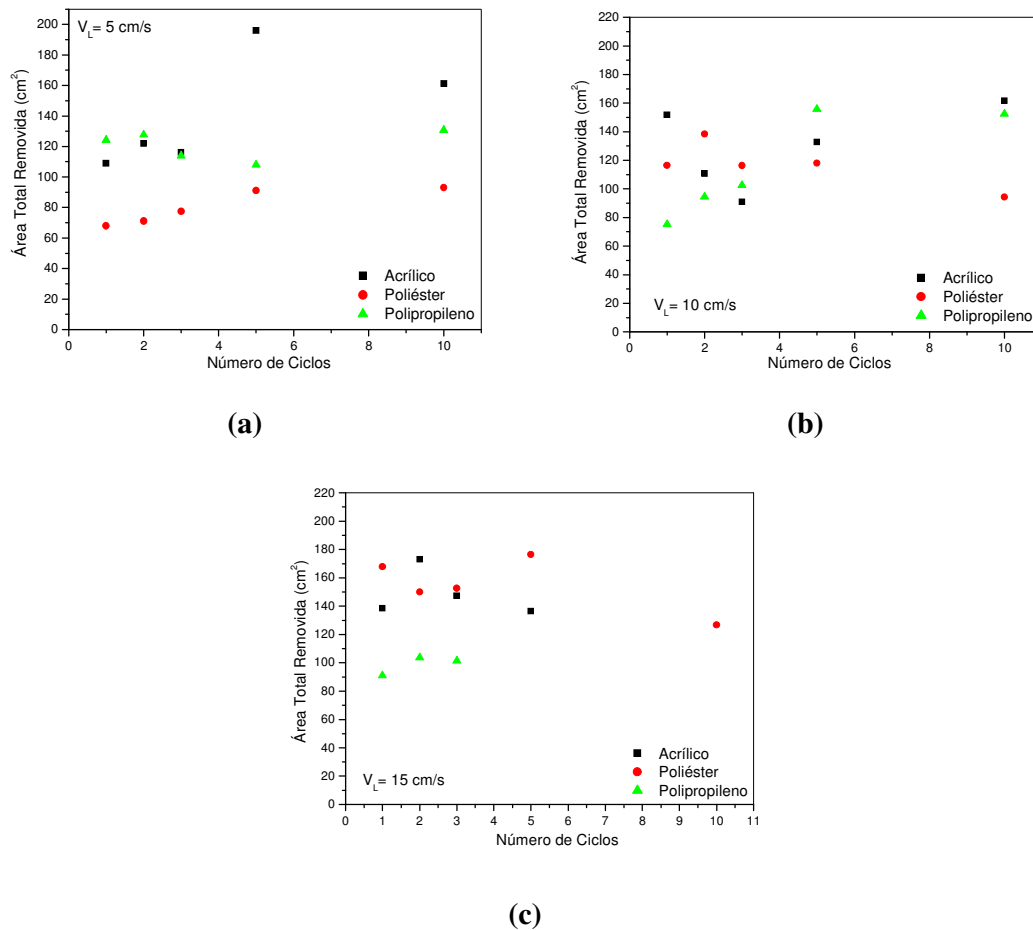 V_L= 5 cm/s
Área Total Removida (cm²)
200
180
160
140
120
100
80
60
40
20
0
0 2 4 6 8 10
Número de Ciclos
Acrílico
Poliéster
Polipropileno
(a)
Área Total Removida (cm²)
220
200
180
160
140
120
100
80
60
40
20
0
0 2 4 6 8 10
Número de Ciclos
V_L= 10 cm/s
Acrílico
Poliéster
Polipropileno
(b)
Área Total Removida (cm²)
220
200
180
160
140
120
100
80
60
40
20
0
0 1 2 3 4 5 6 7 8 9 10 11
Número de Ciclos
V_L= 15 cm/s
Acrílico
Poliéster
Polipropileno
(c)